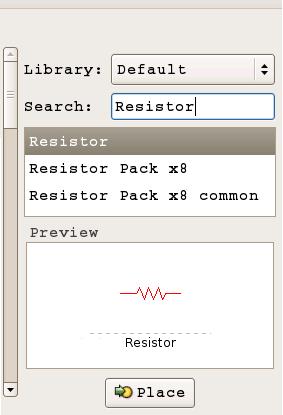 Library: Default
Search: Resistor
Resistor
Resistor Pack x8
Resistor Pack x8 common
Preview
Resistor
Place